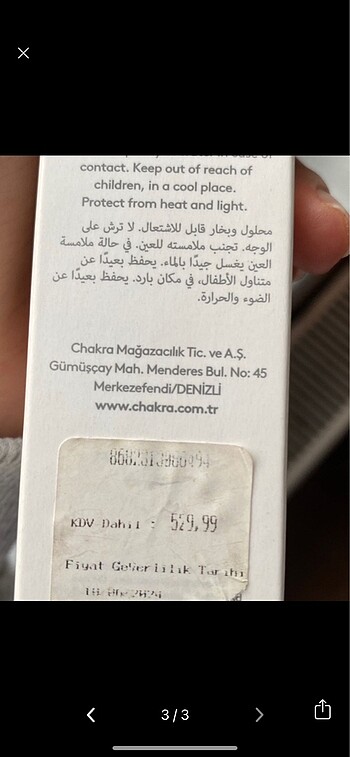 contact. Keep out of reach of
children, in a cool place.
Protect from heat and light.
محلول وبخار قابل للاشتعال. لا ترش على
الوجه. تجنب ملامسته للعين. في حالة ملامسة
العين يغسل جيدًا بالماء. يحفظ بعيدًا عن
متناول الأطفال، في مكان بارد. يحفظ بعيدًا عن
الضوء والحرارة.
Chakra Mağazacılık Tic. ve A.Ş.
Gümüşçay Mah. Menderes Bul. No: 45
Merkezefendi/DENİZLİ
www.chakra.com.tr
KDV Dahil : 529,99
Fiyat Geçerlilik Tarihi
3 / 3